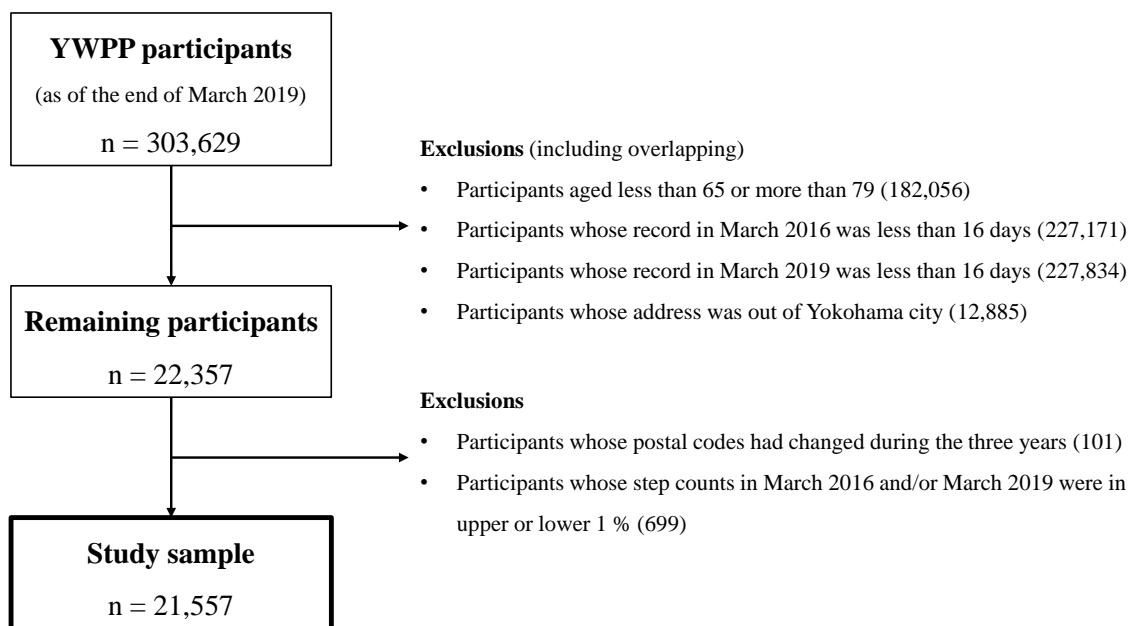 YWPP participants
(as of the end of March 2019)
n = 303,629
Exclusions (including overlapping)
• Participants aged less than 65 or more than 79 (182,056)
• Participants whose record in March 2016 was less than 16 days (227,171)
• Participants whose record in March 2019 was less than 16 days (227,834)
• Participants whose address was out of Yokohama city (12,885)
Remaining participants
n = 22,357
Exclusions
• Participants whose postal codes had changed during the three years (101)
• Participants whose step counts in March 2016 and/or March 2019 were in
upper or lower 1 % (699)
Study sample
n = 21,557